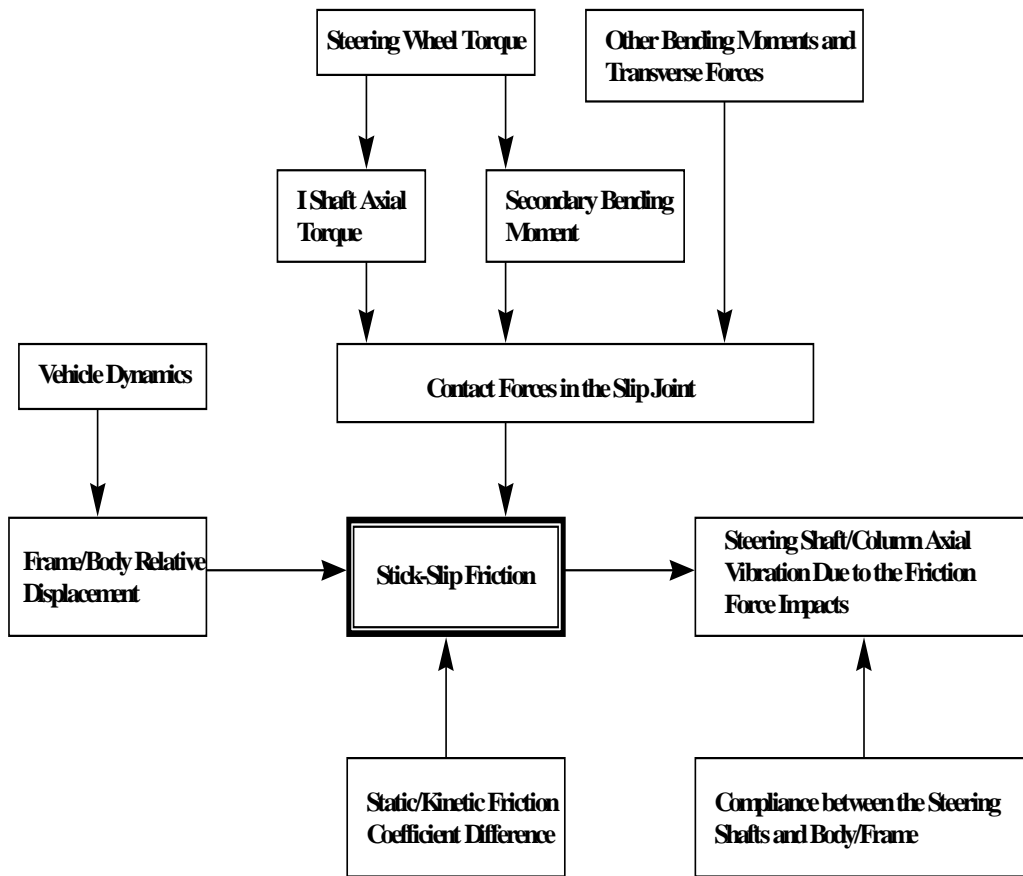 Steering Wheel Torque
Other Bending Moments and
Transverse Forces
I Shaft Axial
Torque
Secondary Bending
Moment
Vehicle Dynamics
Contact Forces in the Slip Joint
Frame/Body Relative
Displacement
Stick-Slip Friction
Steering Shaft/Column Axial
Vibration Due to the Friction
Force Impacts
Static/Kinetic Friction
Coefficient Difference
Compliance between the Steering
Shafts and Body/Frame